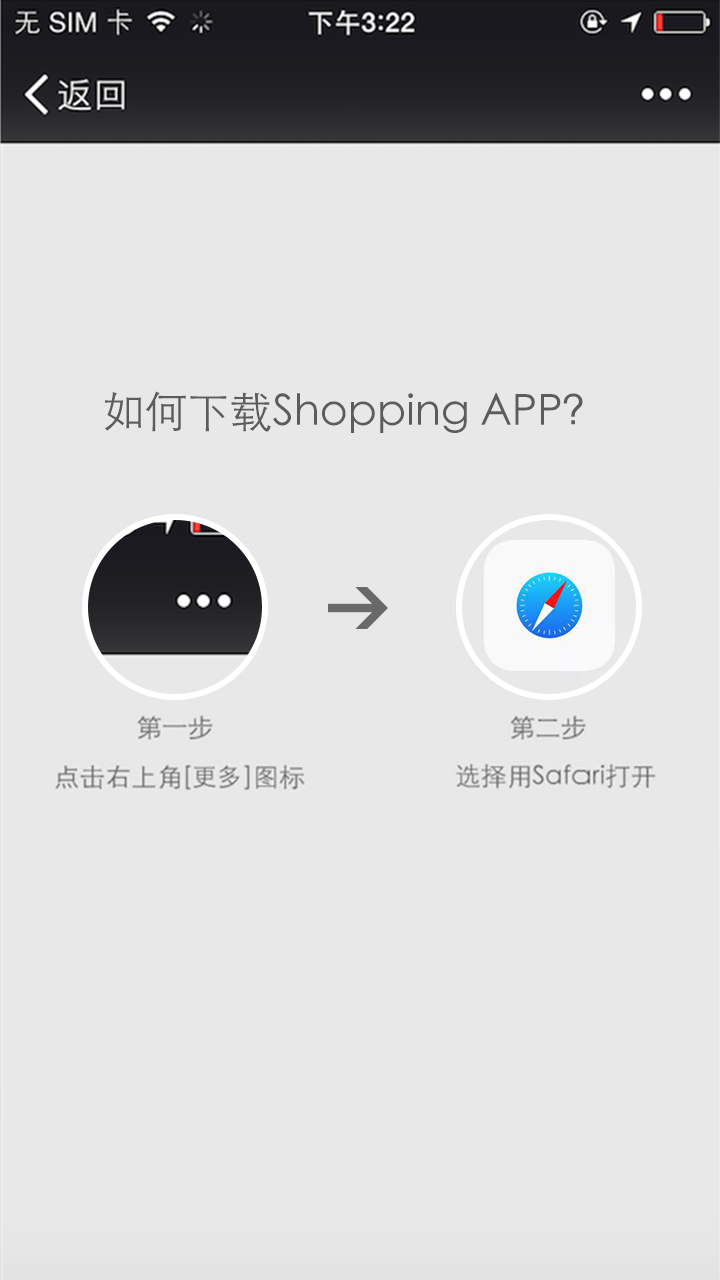 无 SIM 卡 下午3:22
返回
如何下载Shopping APP?
第一步
点击右上角[更多]图标
第二步
选择用Safari打开